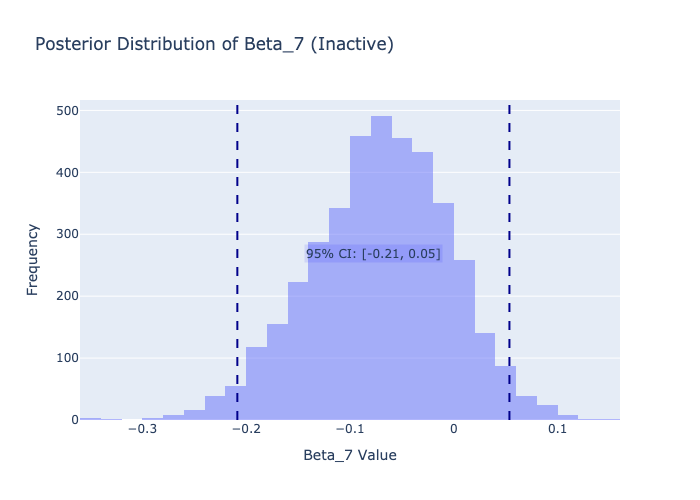 Posterior Distribution of Beta_7 (Inactive)
500
400
300
200
100
0
Frequency
95% CI: [-0.21, 0.05]
−0.3
−0.2
−0.1
0
0.1
Beta_7 Value